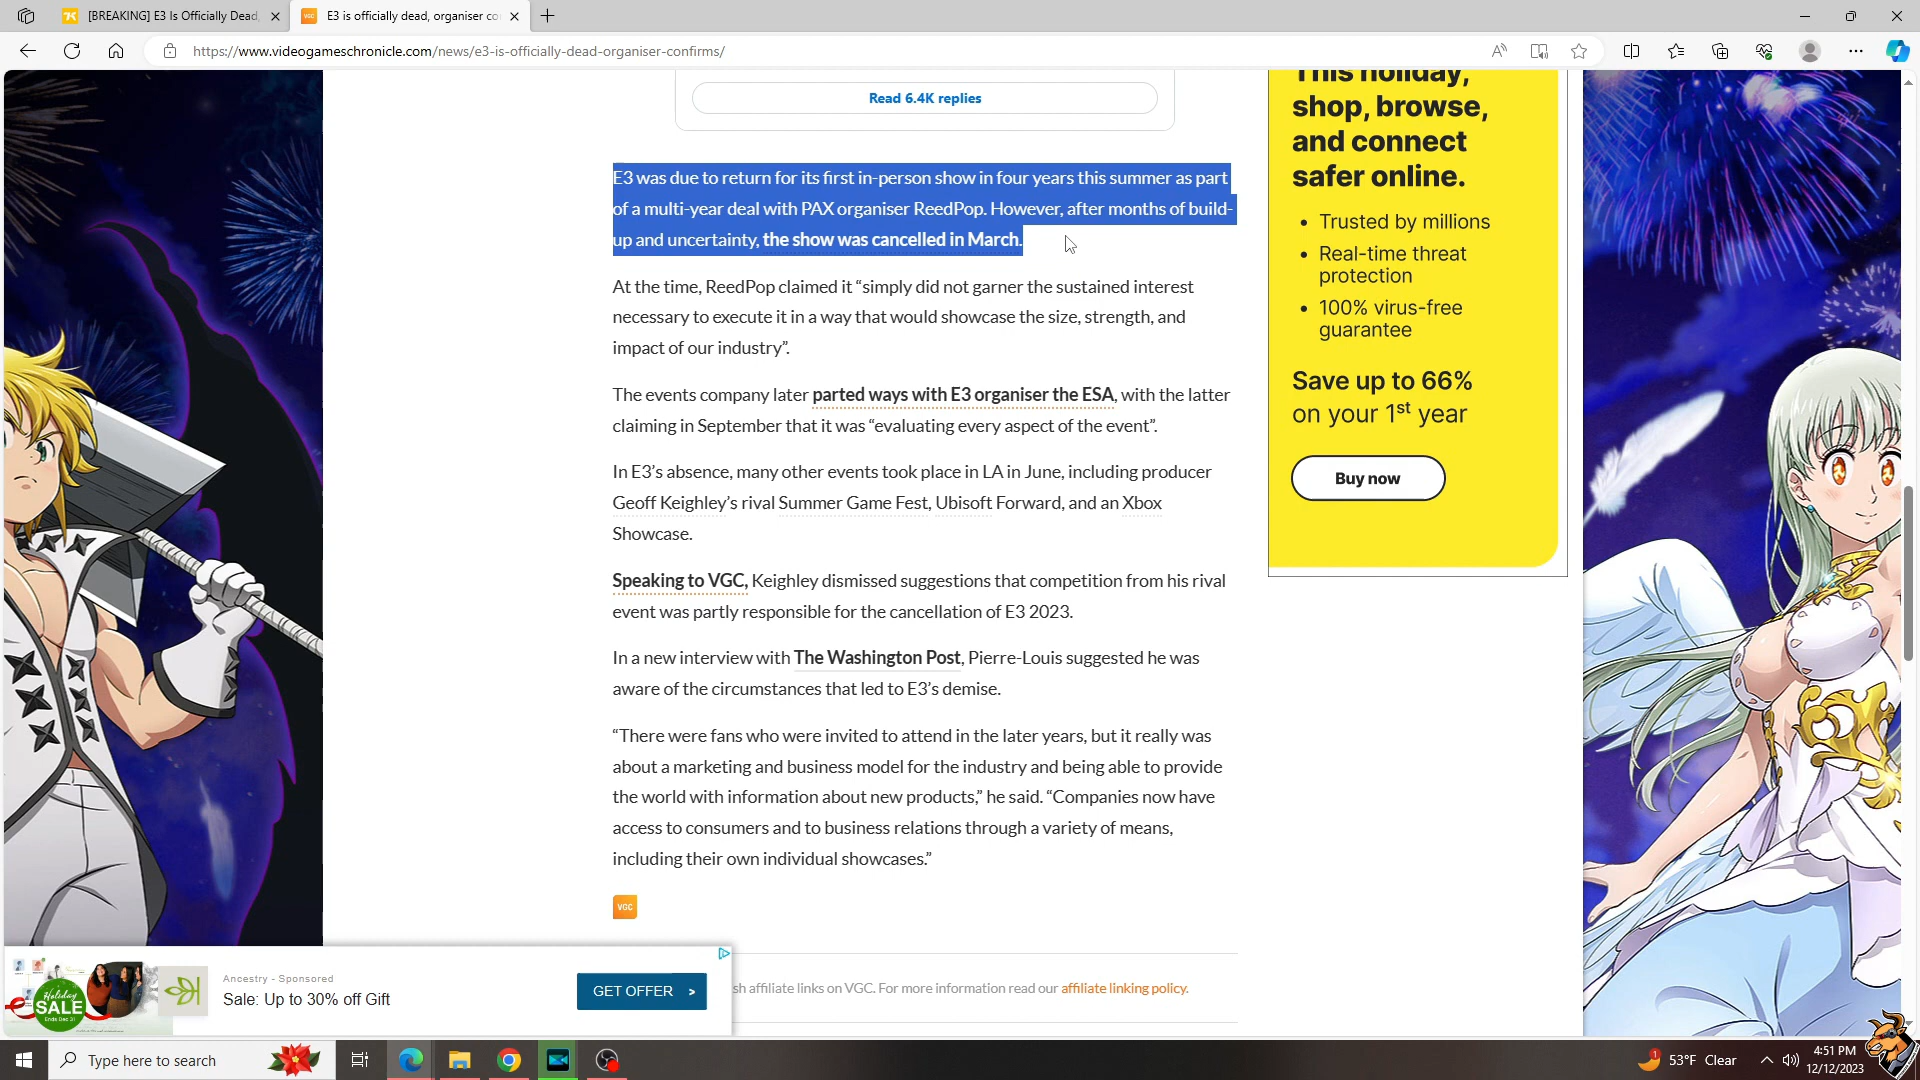 [BREAKING] E3 Is Officially Dead,
E3 is officially dead, organiser co
https://www.videogameschronicle.com/news/e3-is-officially-dead-organiser-confirms/
Read 6.4K replies
E3 was due to return for its first in-person show in four years this summer as part
of a multi-year deal with PAX organiser ReedPop. However, after months of build-
up and uncertainty, the show was cancelled in March.
At the time, ReedPop claimed it “simply did not garner the sustained interest
necessary to execute it in a way that would showcase the size, strength, and
impact of our industry”.
The events company later parted ways with E3 organiser the ESA, with the latter
claiming in September that it was “evaluating every aspect of the event”.
In E3’s absence, many other events took place in LA in June, including producer
Geoff Keighley’s rival Summer Game Fest, Ubisoft Forward, and an Xbox
Showcase.
Speaking to VGC, Keighley dismissed suggestions that competition from his rival
event was partly responsible for the cancellation of E3 2023.
In a new interview with The Washington Post, Pierre-Louis suggested he was
aware of the circumstances that led to E3’s demise.
“There were fans who were invited to attend in the later years, but it really was
about a marketing and business model for the industry and being able to provide
the world with information about new products,” he said. “Companies now have
access to consumers and to business relations through a variety of means,
including their own individual showcases.”
VGC
sh affiliate links on VGC. For more information read our affiliate linking policy.
This holiday,
shop, browse,
and connect
safer online.
• Trusted by millions
• Real-time threat
protection
• 100% virus-free
guarantee
Save up to 66%
on your 1st year
Buy now
Holiday
SALE
Ends Dec 31
Ancestry - Sponsored
Sale: Up to 30% off Gift
GET OFFER >
Type here to search
1
53°F Clear
4:51 PM
12/12/2023